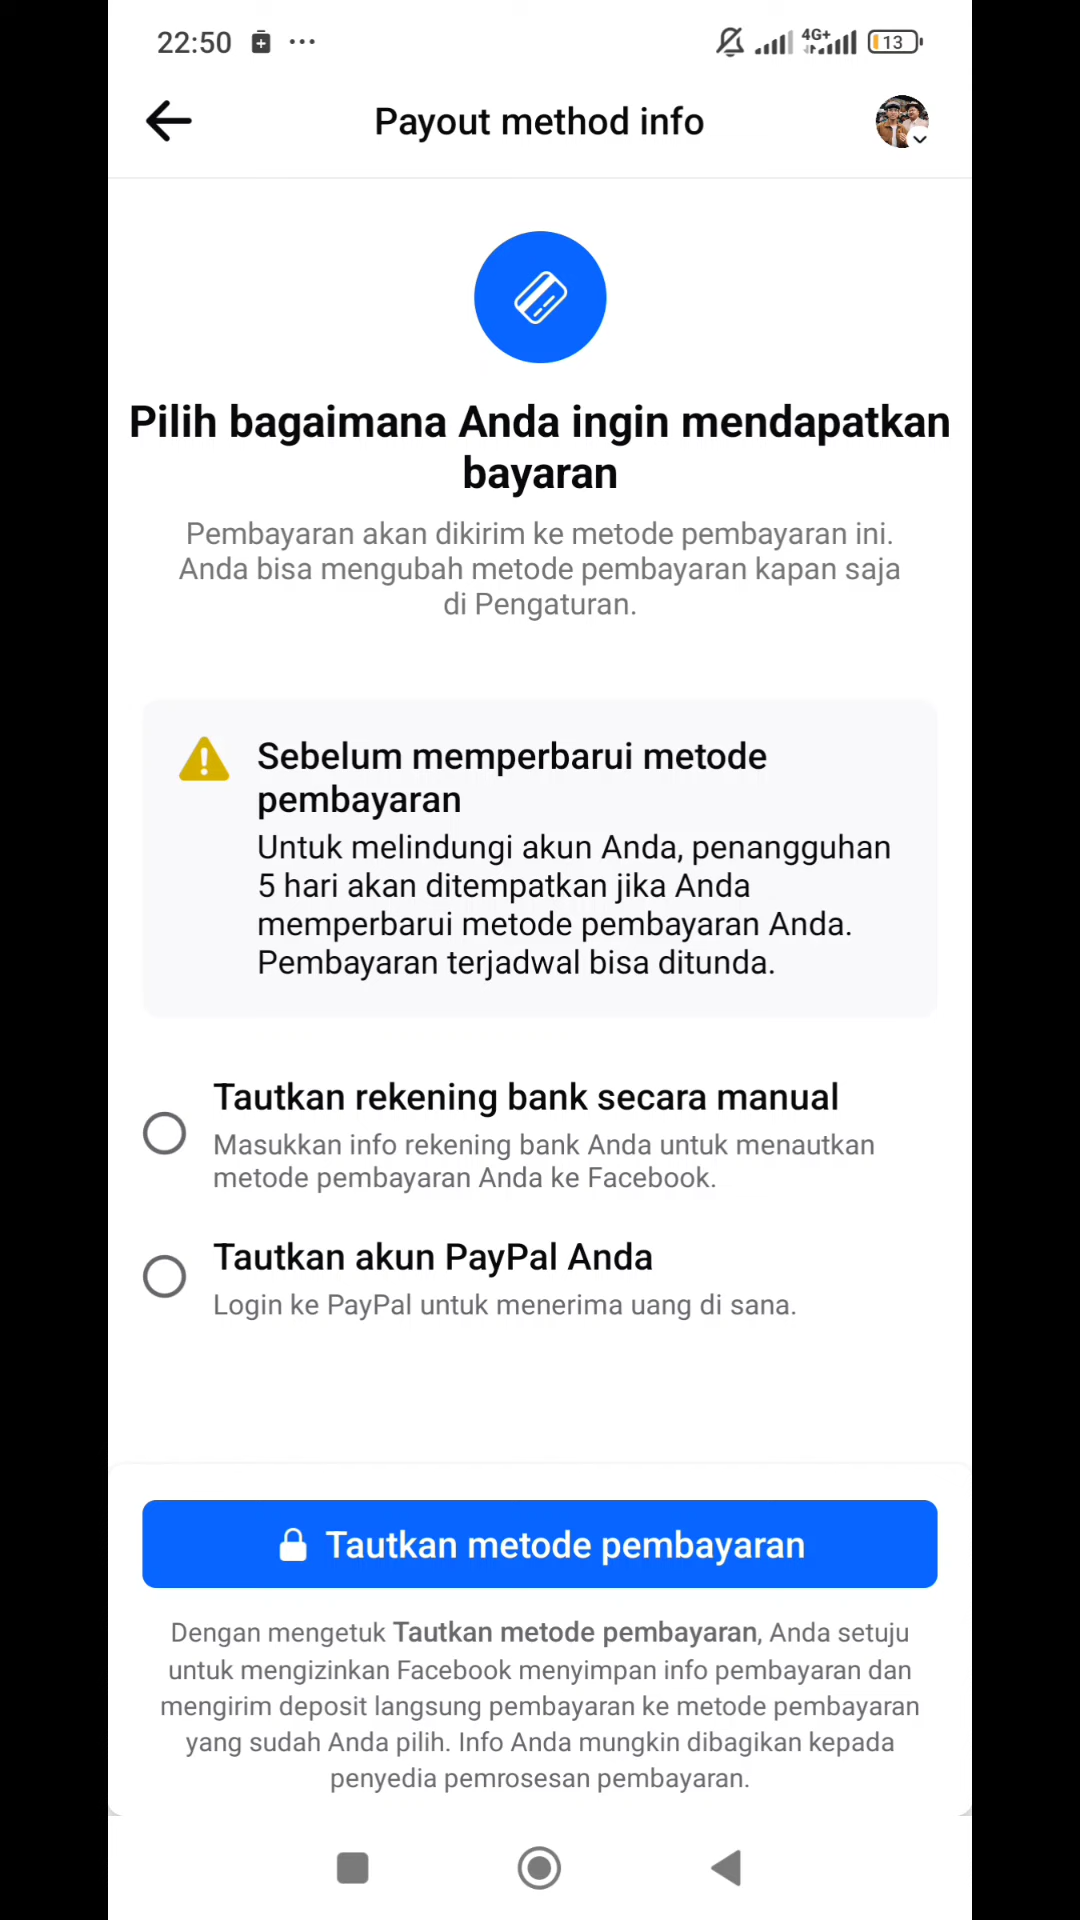 22:50
4G+
13
Payout method info
Pilih bagaimana Anda ingin mendapatkan
bayaran
Pembayaran akan dikirim ke metode pembayaran ini.
Anda bisa mengubah metode pembayaran kapan saja
di Pengaturan.
Sebelum memperbarui metode
pembayaran
Untuk melindungi akun Anda, penangguhan
5 hari akan ditempatkan jika Anda
memperbarui metode pembayaran Anda.
Pembayaran terjadwal bisa ditunda.
Tautkan rekening bank secara manual
Masukkan info rekening bank Anda untuk menautkan
metode pembayaran Anda ke Facebook.
Tautkan akun PayPal Anda
Login ke PayPal untuk menerima uang di sana.
Tautkan metode pembayaran
Dengan mengetuk Tautkan metode pembayaran, Anda setuju
untuk mengizinkan Facebook menyimpan info pembayaran dan
mengirim deposit langsung pembayaran ke metode pembayaran
yang sudah Anda pilih. Info Anda mungkin dibagikan kepada
penyedia pemrosesan pembayaran.